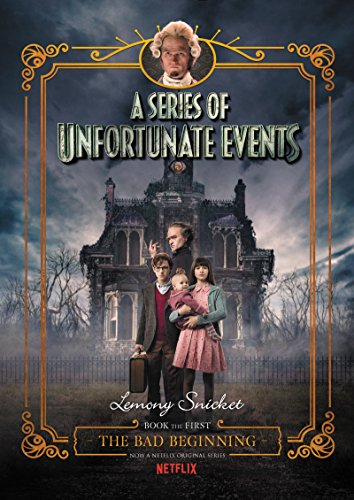 A SERIES OF
UNFORTUNATE EVENTS
Lemony Snicket
BOOK THE FIRST
THE BAD BEGINNING
NOW A NETFLIX ORIGINAL SERIES
NETFLIX